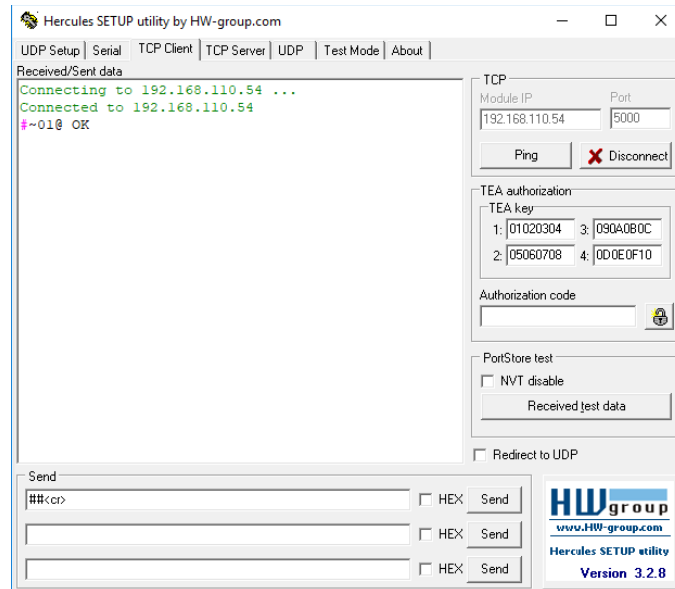 Hercules SETUP utility by HW-group.com
UDP Setup Serial TCP Client TCP Server UDP Test Mode About
Received/Sent data
Connecting to 192.168.110.54 ...
Connected to 192.168.110.54
#~01@ OK
TCP
Module IP Port
192.168.110.54 5000
Ping Disconnect
TEA authorization
TEA key
1: 01020304 3: 090A0B0C
2: 05060708 4: 0D0E0F10
Authorization code
PortStore test
NVT disable
Received test data
Redirect to UDP
Send
##<cr> HEX Send
HEX Send
HEX Send
HW group
www.HW-group.com
Hercules SETUP utility
Version 3.2.8